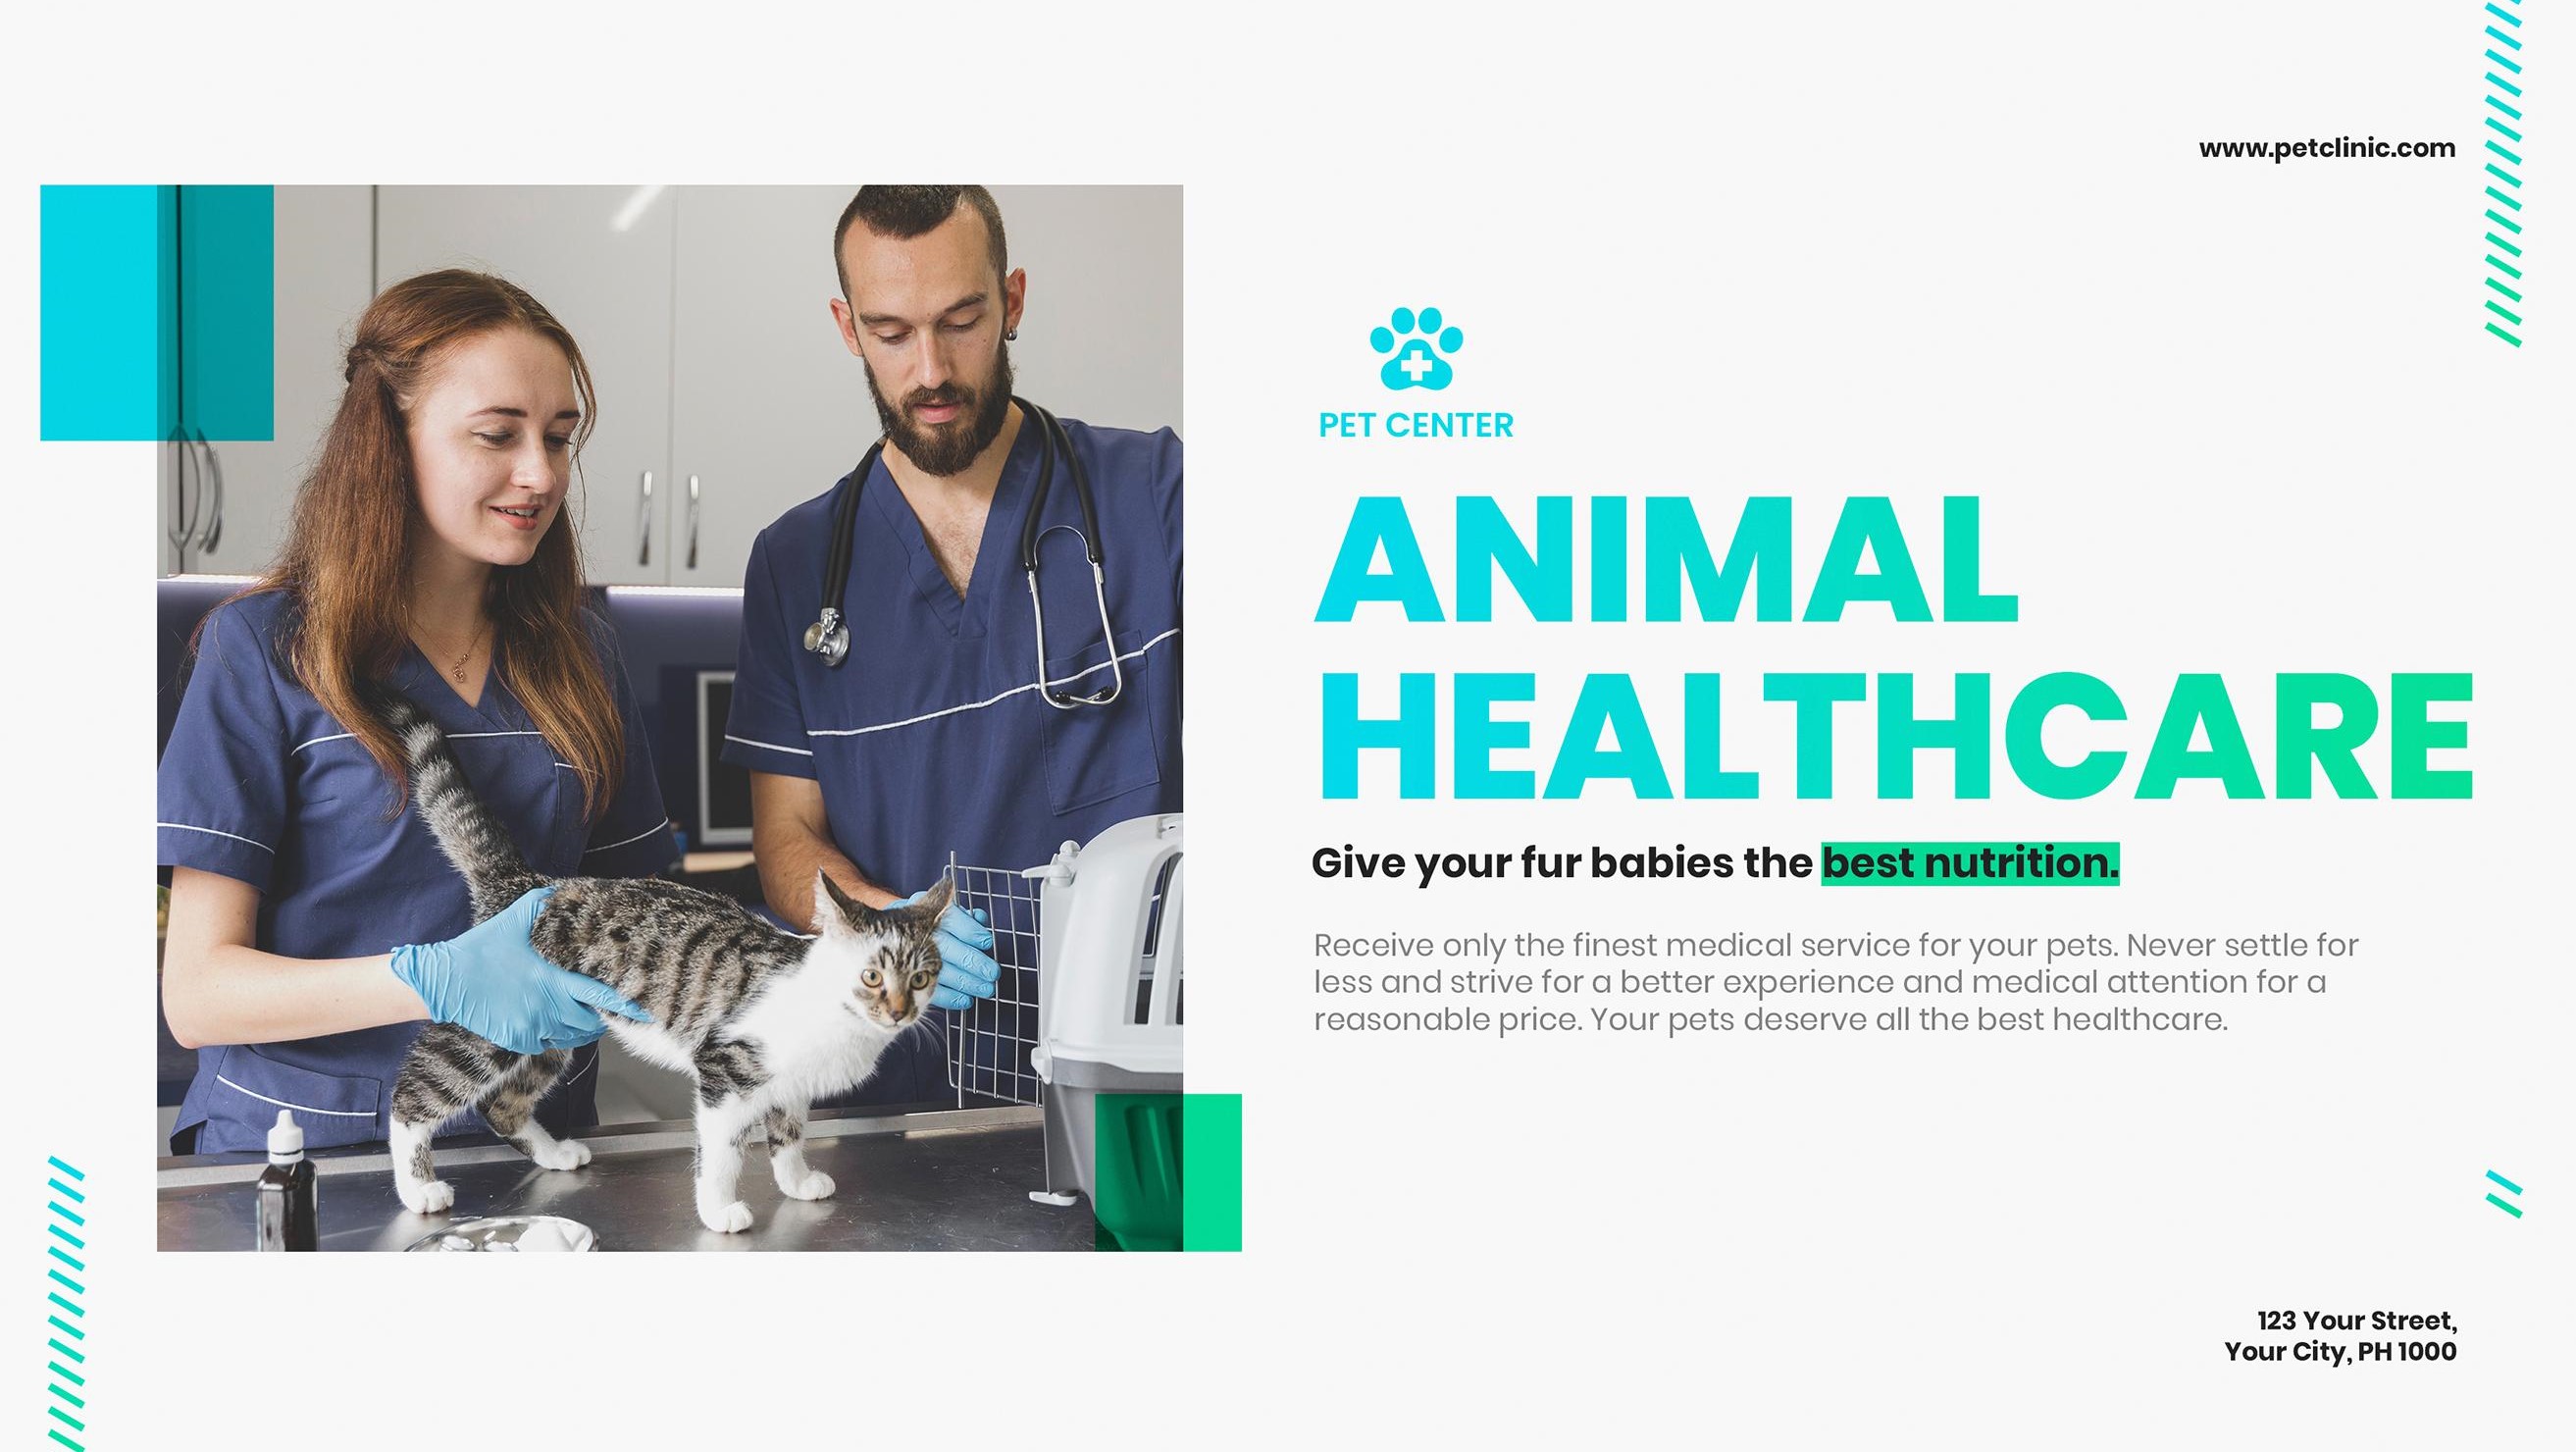 www.petclinic.com
PET CENTER
ANIMAL
HEALTHCARE
Give your fur babies the best nutrition.
Receive only the finest medical service for your pets. Never settle for
less and strive for a better experience and medical attention for a
reasonable price. Your pets deserve all the best healthcare.
123 Your Street,
Your City, PH 1000